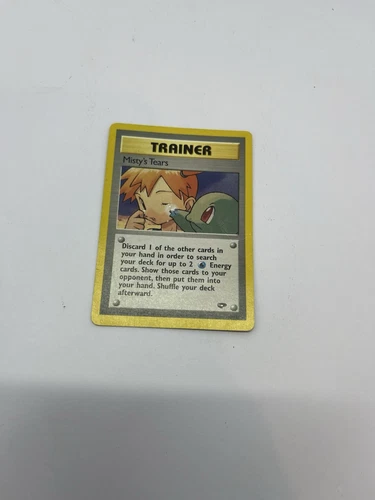 TRAINER
Misty's Tears
Discard 1 of the other cards in
your hand in order to search
your deck for up to 2 Energy
cards. Show those cards to your
opponent, then put them into
your hand. Shuffle your deck
afterward.